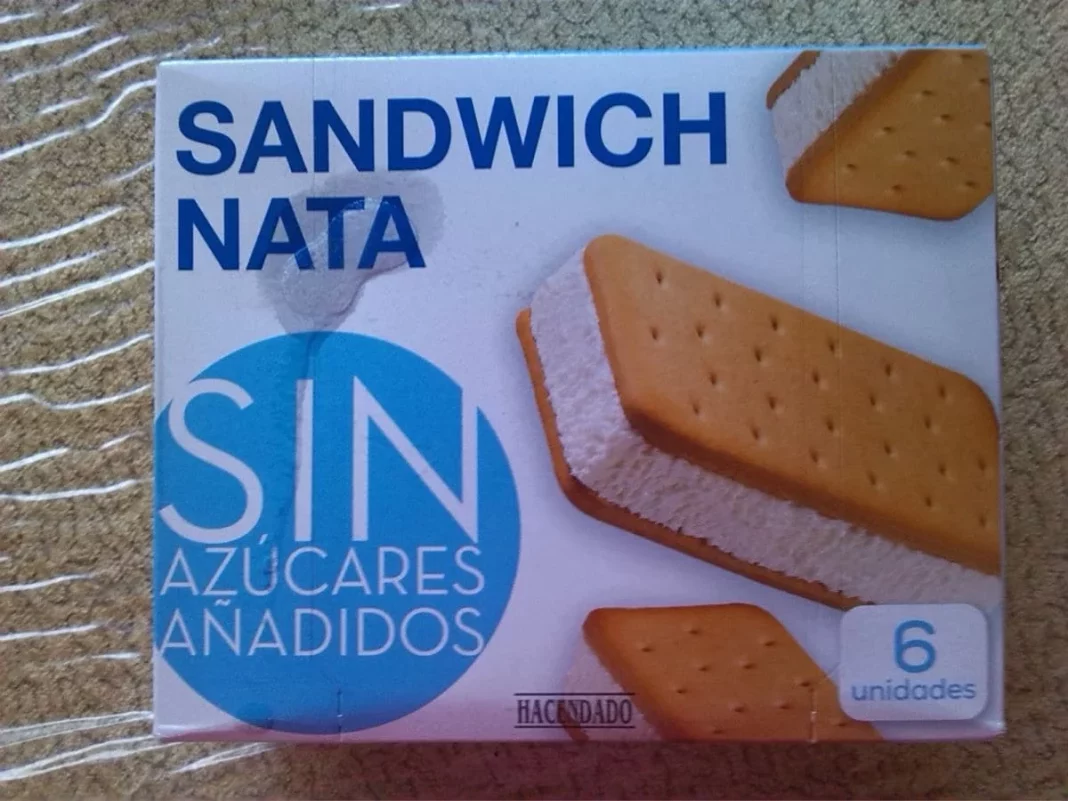 SANDWICH
NATA
SIN
AZÚCARES
AÑADIDOS
HACENDADO
6
unidades